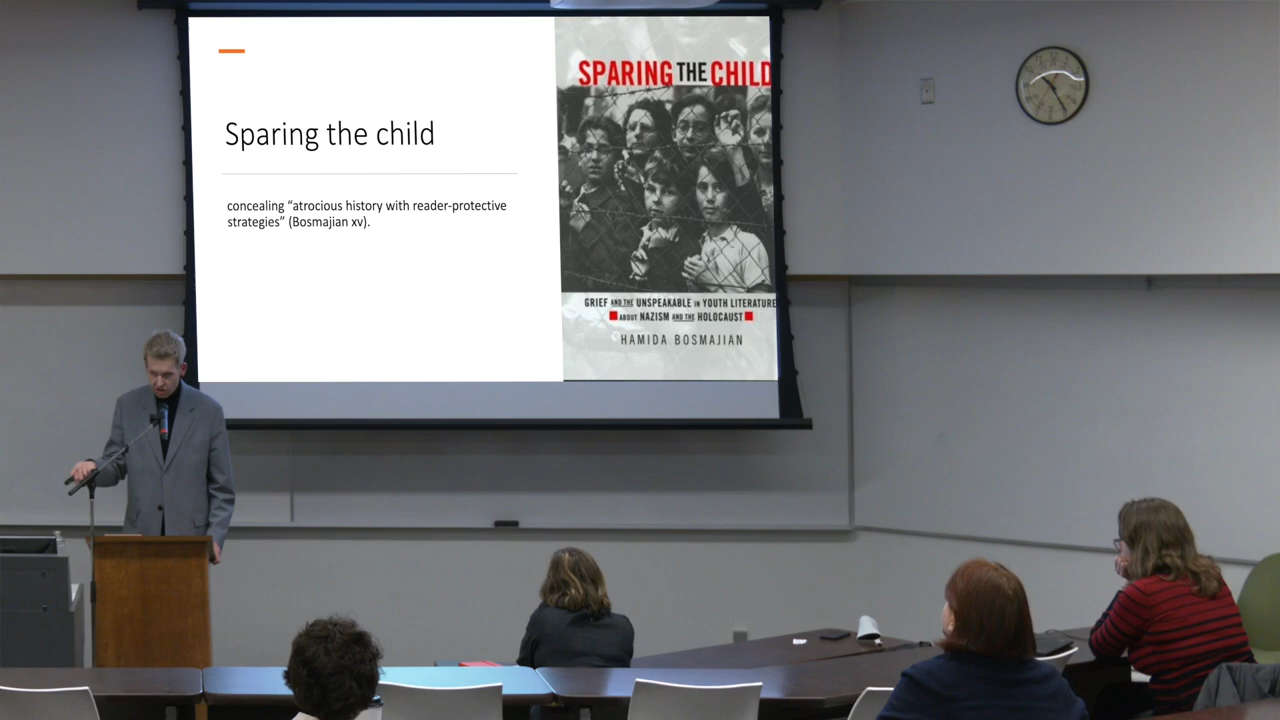 Sparing the child
concealing “atrocious history with reader-protective
strategies” (Bosmajian xv).
SPARING THE CHILD
GRIEF AND THE UNSPEAKABLE IN YOUTH LITERATURE
ABOUT NAZISM AND THE HOLOCAUST
HAMIDA BOSMAJIAN